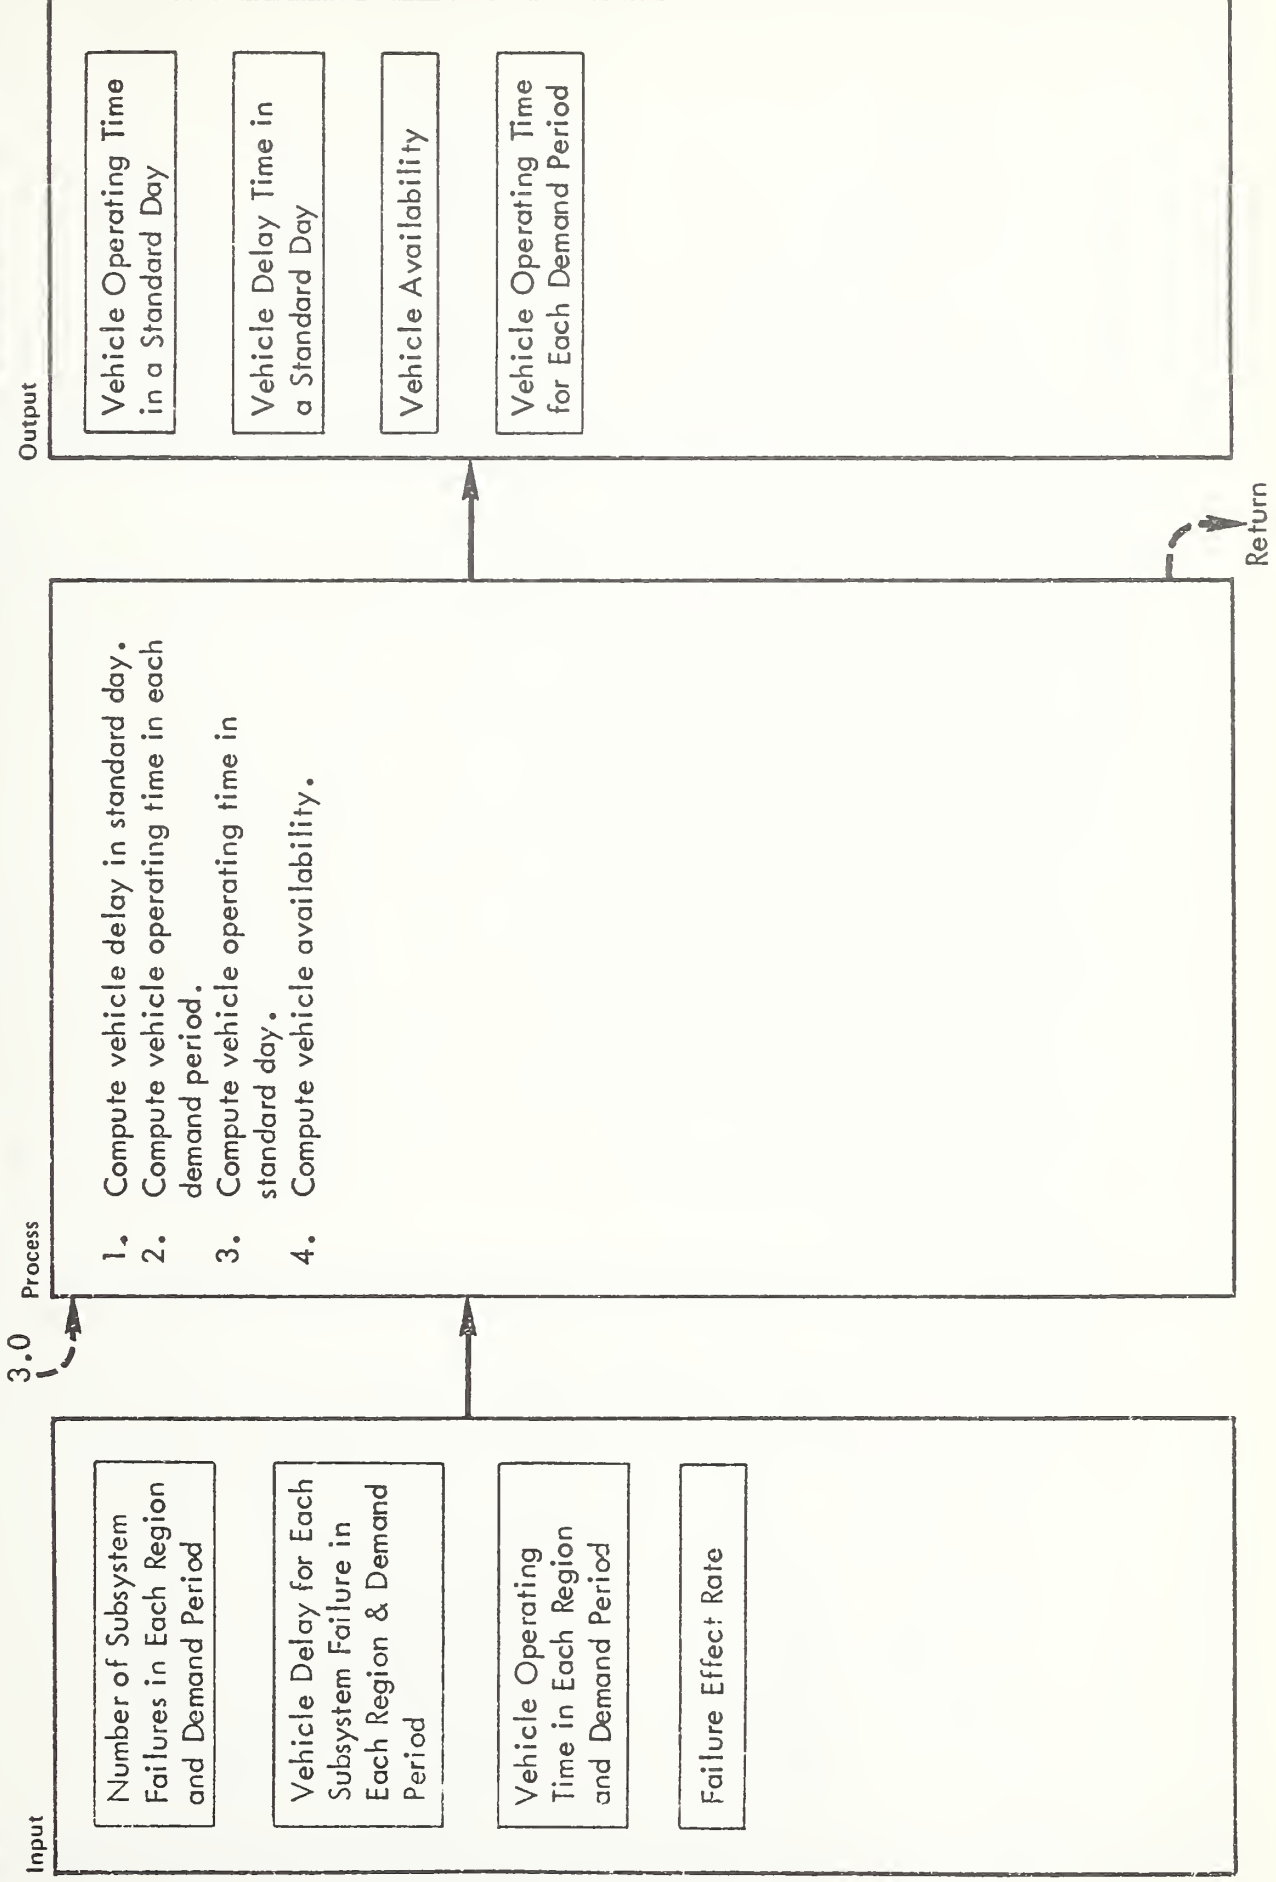 Input
Number of Subsystem
Failures in Each Region
and Demand Period
Vehicle Delay for Each
Subsystem Failure in
Each Region & Demand
Period
Vehicle Operating
Time in Each Region
and Demand Period
Failure Effect Rate
3.0
Process
1. Compute vehicle delay in standard day.
2. Compute vehicle operating time in each
demand period.
3. Compute vehicle operating time in
standard day.
4. Compute vehicle availability.
Return
Output
Vehicle Operating Time
in a Standard Day
Vehicle Delay Time in
a Standard Day
Vehicle Availability
Vehicle Operating Time
for Each Demand Period